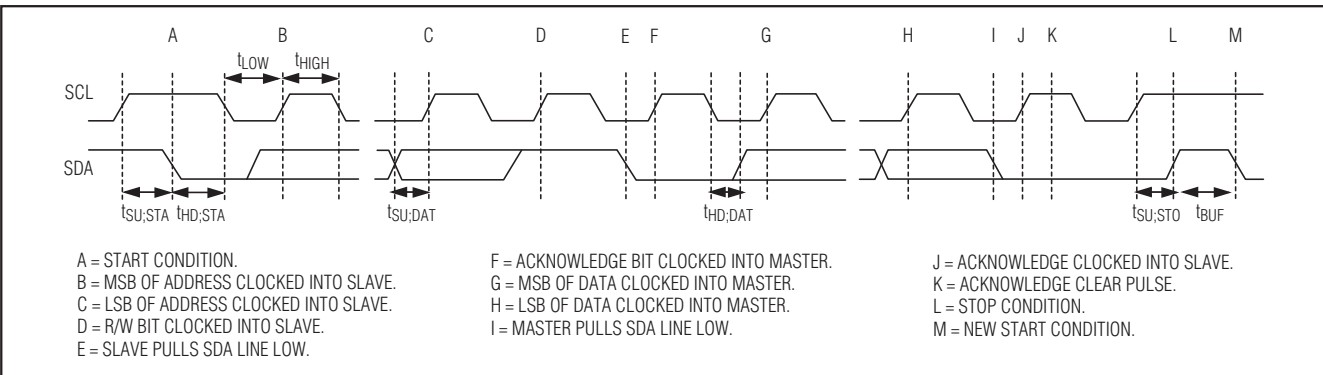 A B C D E F G H I J K L M
tLOW tHIGH
SCL
SDA
tSU;STA tHD;STA tSU;DAT tHD;DAT tSU;STO tBUF
A = START CONDITION.
B = MSB OF ADDRESS CLOCKED INTO SLAVE.
C = LSB OF ADDRESS CLOCKED INTO SLAVE.
D = R/W BIT CLOCKED INTO SLAVE.
E = SLAVE PULLS SDA LINE LOW.
F = ACKNOWLEDGE BIT CLOCKED INTO MASTER.
G = MSB OF DATA CLOCKED INTO MASTER.
H = LSB OF DATA CLOCKED INTO MASTER.
I = MASTER PULLS SDA LINE LOW.
J = ACKNOWLEDGE CLOCKED INTO SLAVE.
K = ACKNOWLEDGE CLEAR PULSE.
L = STOP CONDITION.
M = NEW START CONDITION.